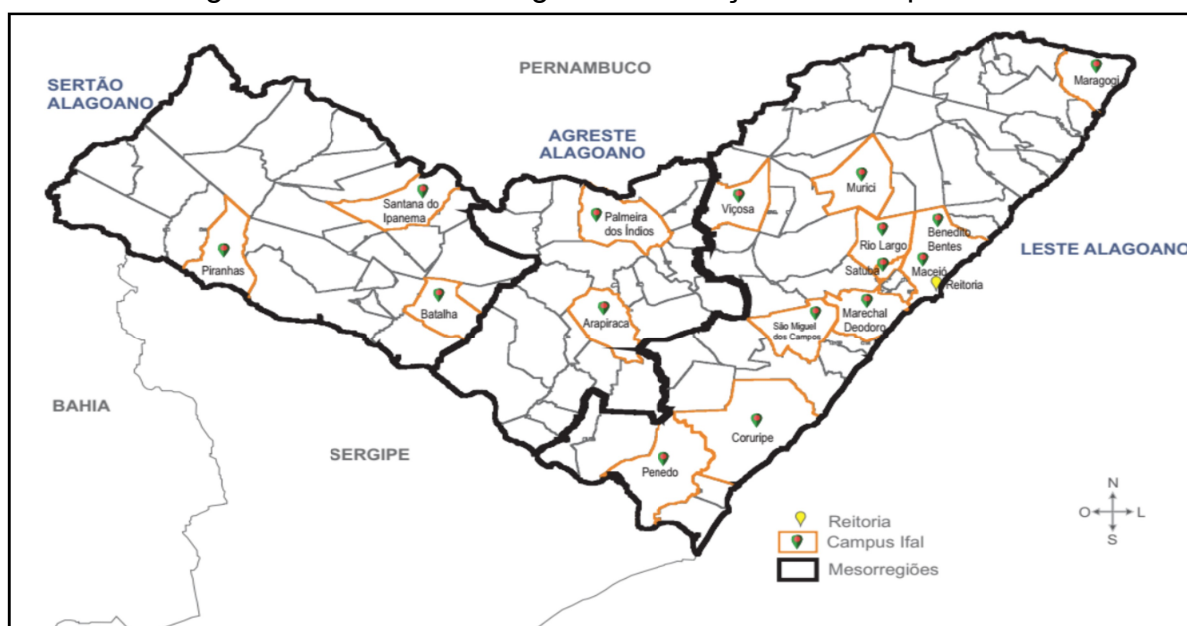 PERNAMBUCO
SERTÃO
ALAGOANO
AGRESTE
ALAGOANO
LESTE ALAGOANO
Maragogi
Murici
Viçosa
Santana do
Ipanema
Palmeira
dos Índios
Benedito
Bentes
Rio Largo
Satuba
Maceió
Reitoria
Piranhas
Batalha
Arapiraca
Marechal
Deodoro
São Miguel
dos Campos
Coruripe
Penedo
BAHIA
SERGIPE
N
O
L
S
Reitoria
Campus Ifal
Mesorregiões